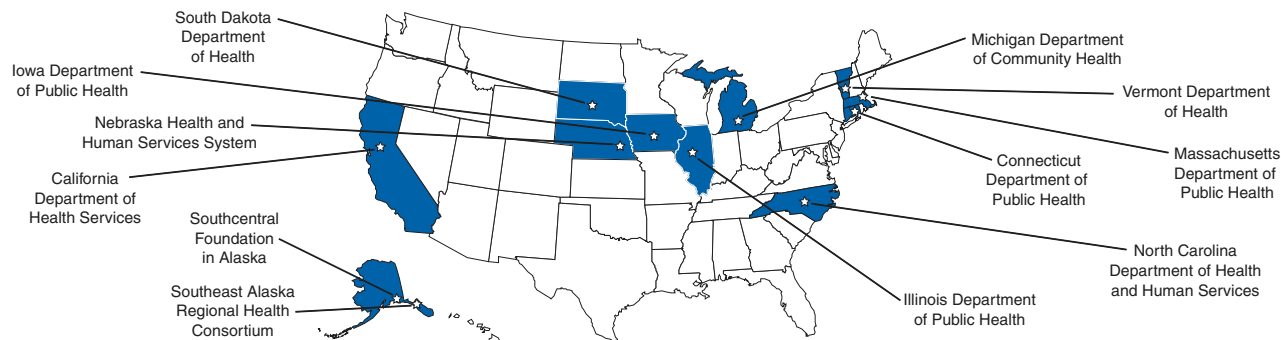 South Dakota
Department
of Health
Iowa Department
of Public Health
Nebraska Health and
Human Services System
California
Department of
Health Services
Southcentral
Foundation
in Alaska
Southeast Alaska
Regional Health
Consortium
Michigan Department
of Community Health
Vermont Department
of Health
Massachusetts
Department of
Public Health
Connecticut
Department of
Public Health
North Carolina
Department of Health
and Human Services
Illinois Department
of Public Health